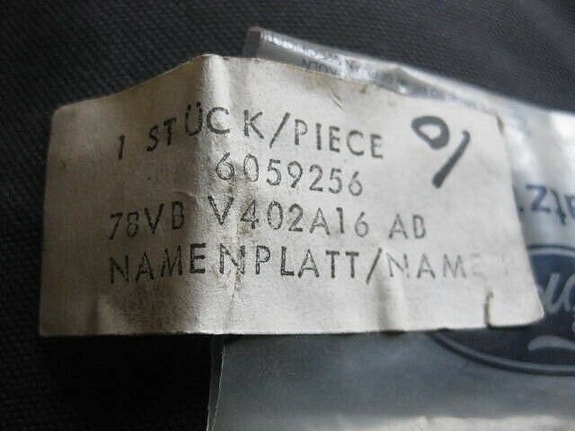 1 STÜCK/PIECE
6059256
78VB V402A16 AB
NAMENPLATT/NAME